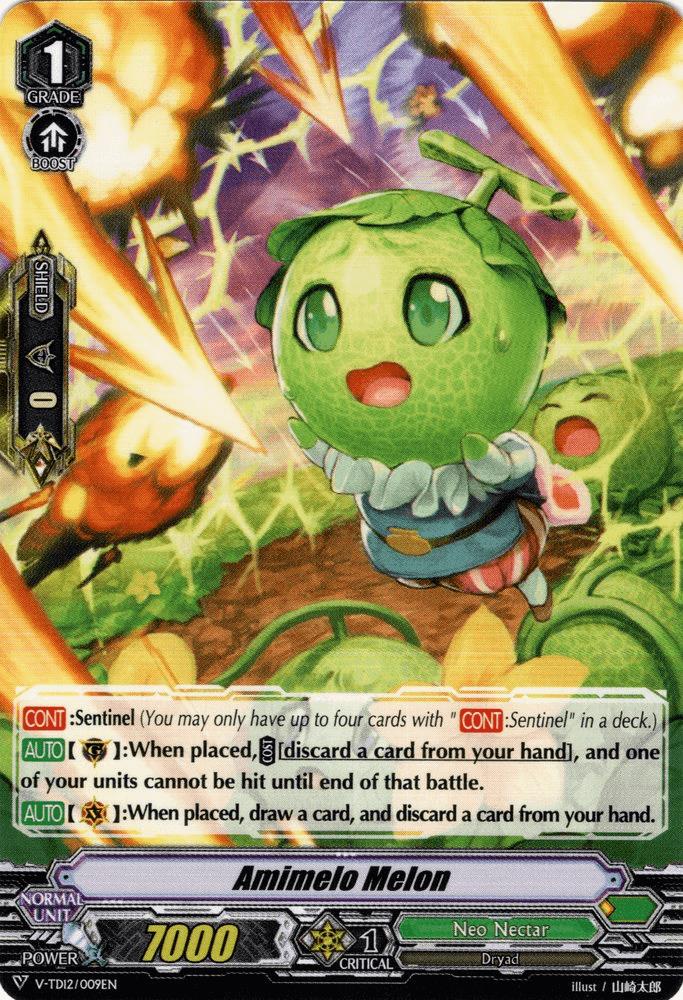 1
GRADE
BOOST
SHIELD
0
CONT:Sentinel (You may only have up to four cards with "CONT:Sentinel" in a deck.)
AUTO【G】:When placed, COST[discard a card from your hand], and one
of your units cannot be hit until end of that battle.
AUTO【V】:When placed, draw a card, and discard a card from your hand.
Amimelo Melon
NORMAL
UNIT
POWER 7000
1
CRITICAL
Neo Nectar
Dryad
V-TD12/009EN
illust / 山崎太郎